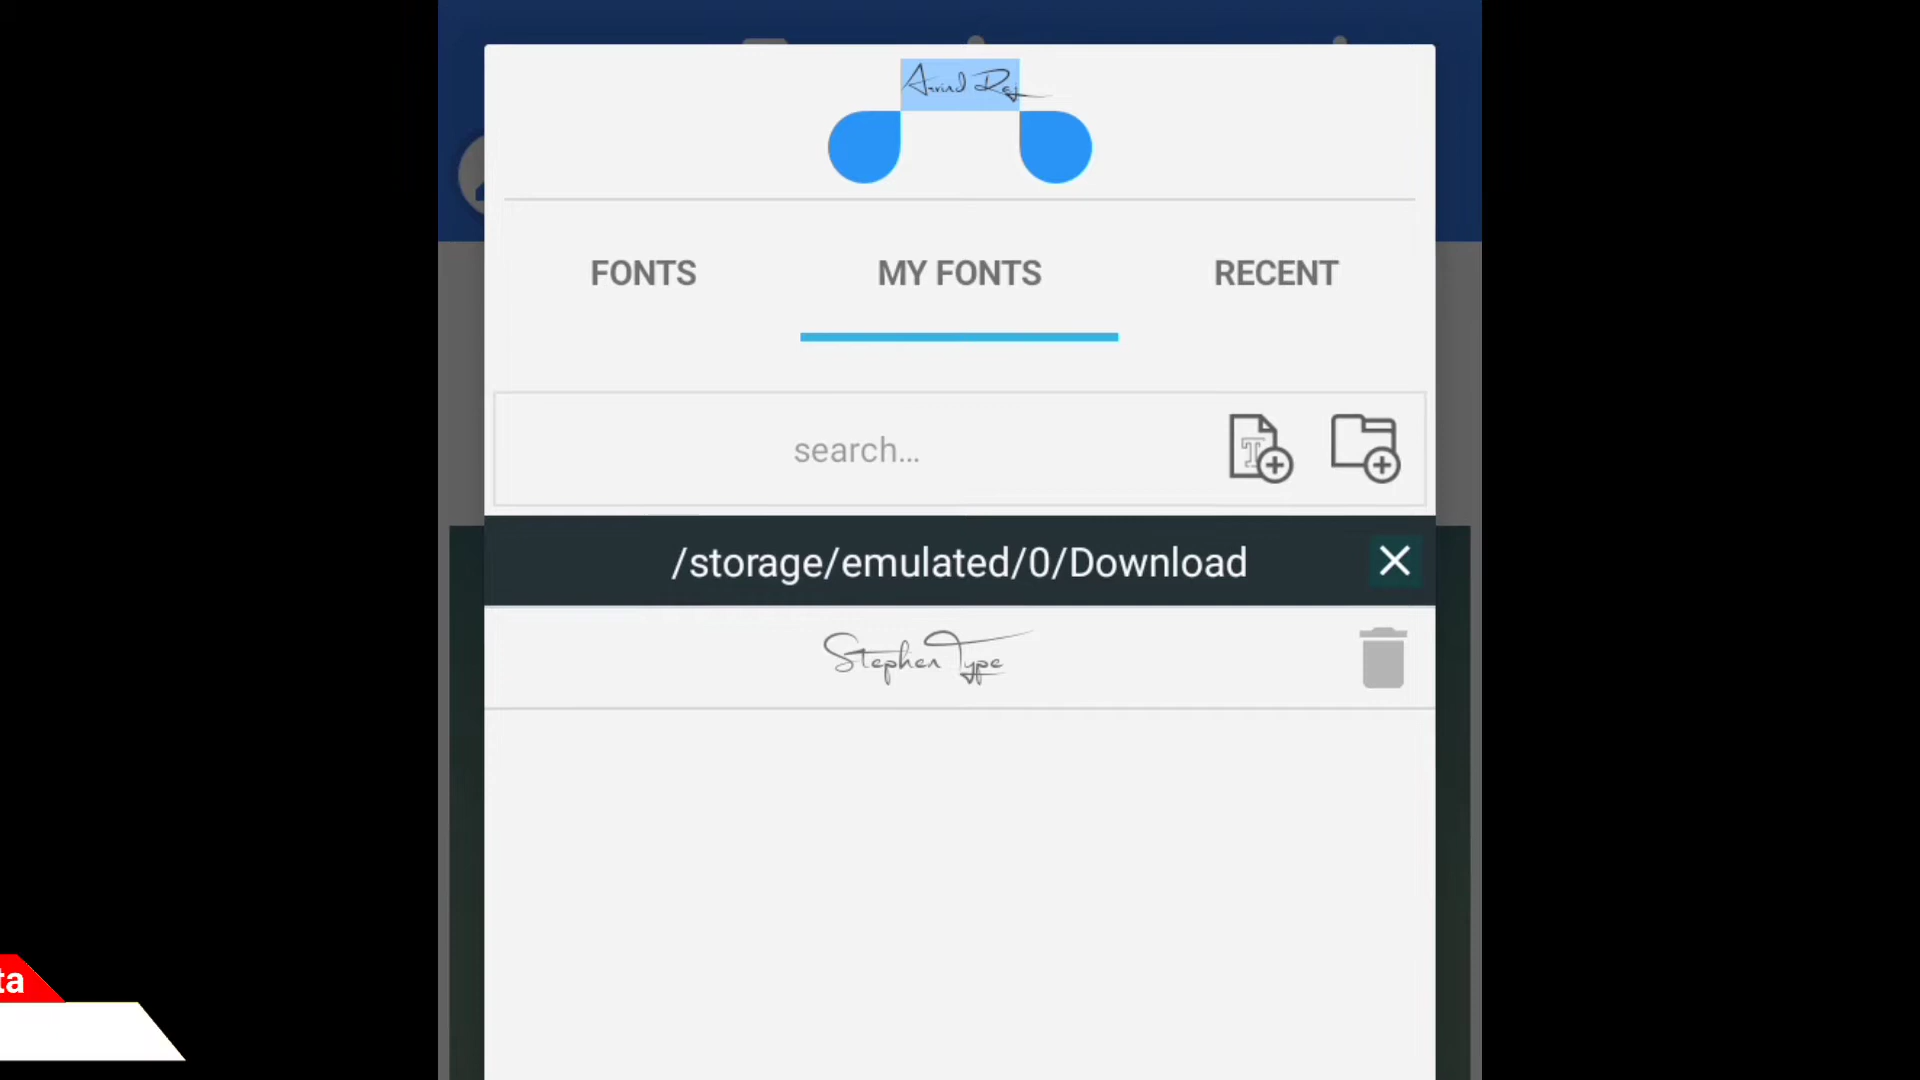 Arvind Raj
FONTS MY FONTS RECENT
search...
/storage/emulated/0/Download
Stephen Type
ta